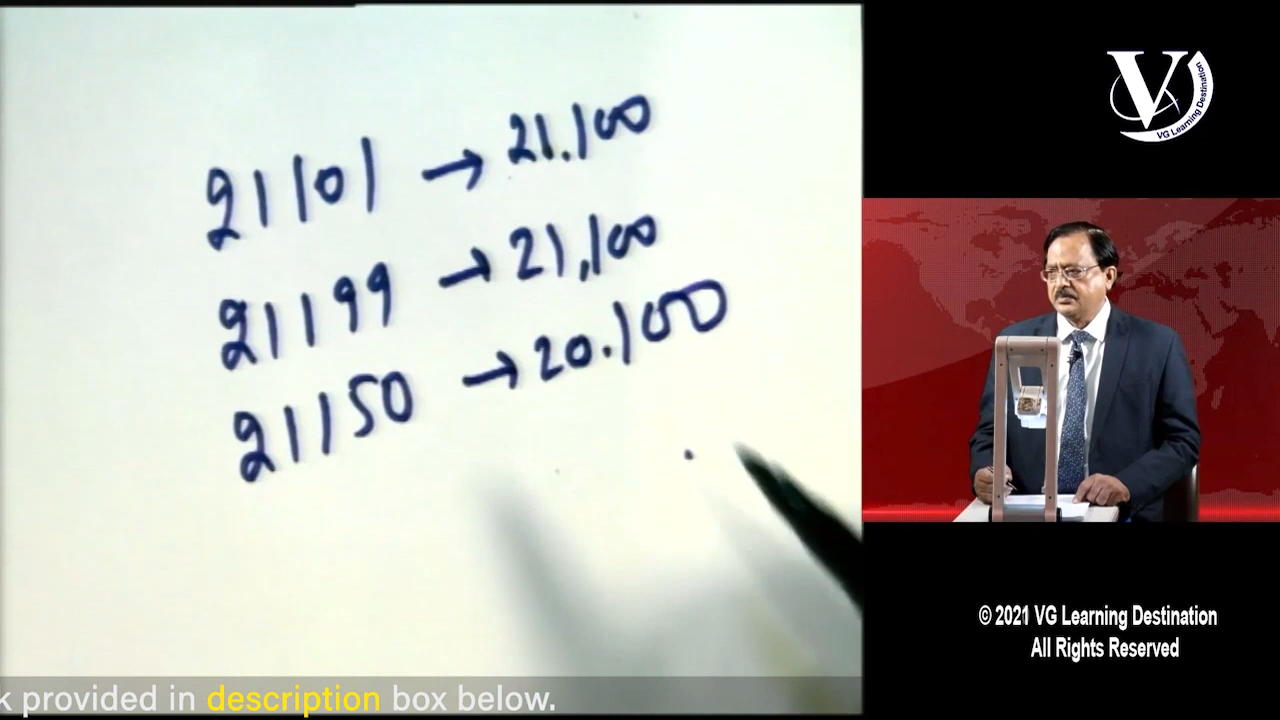 21101 → 21.100
21199 → 21,100
21150 → 20.100
V
VG Learning Destination
© 2021 VG Learning Destination
All Rights Reserved
k provided in description box below.